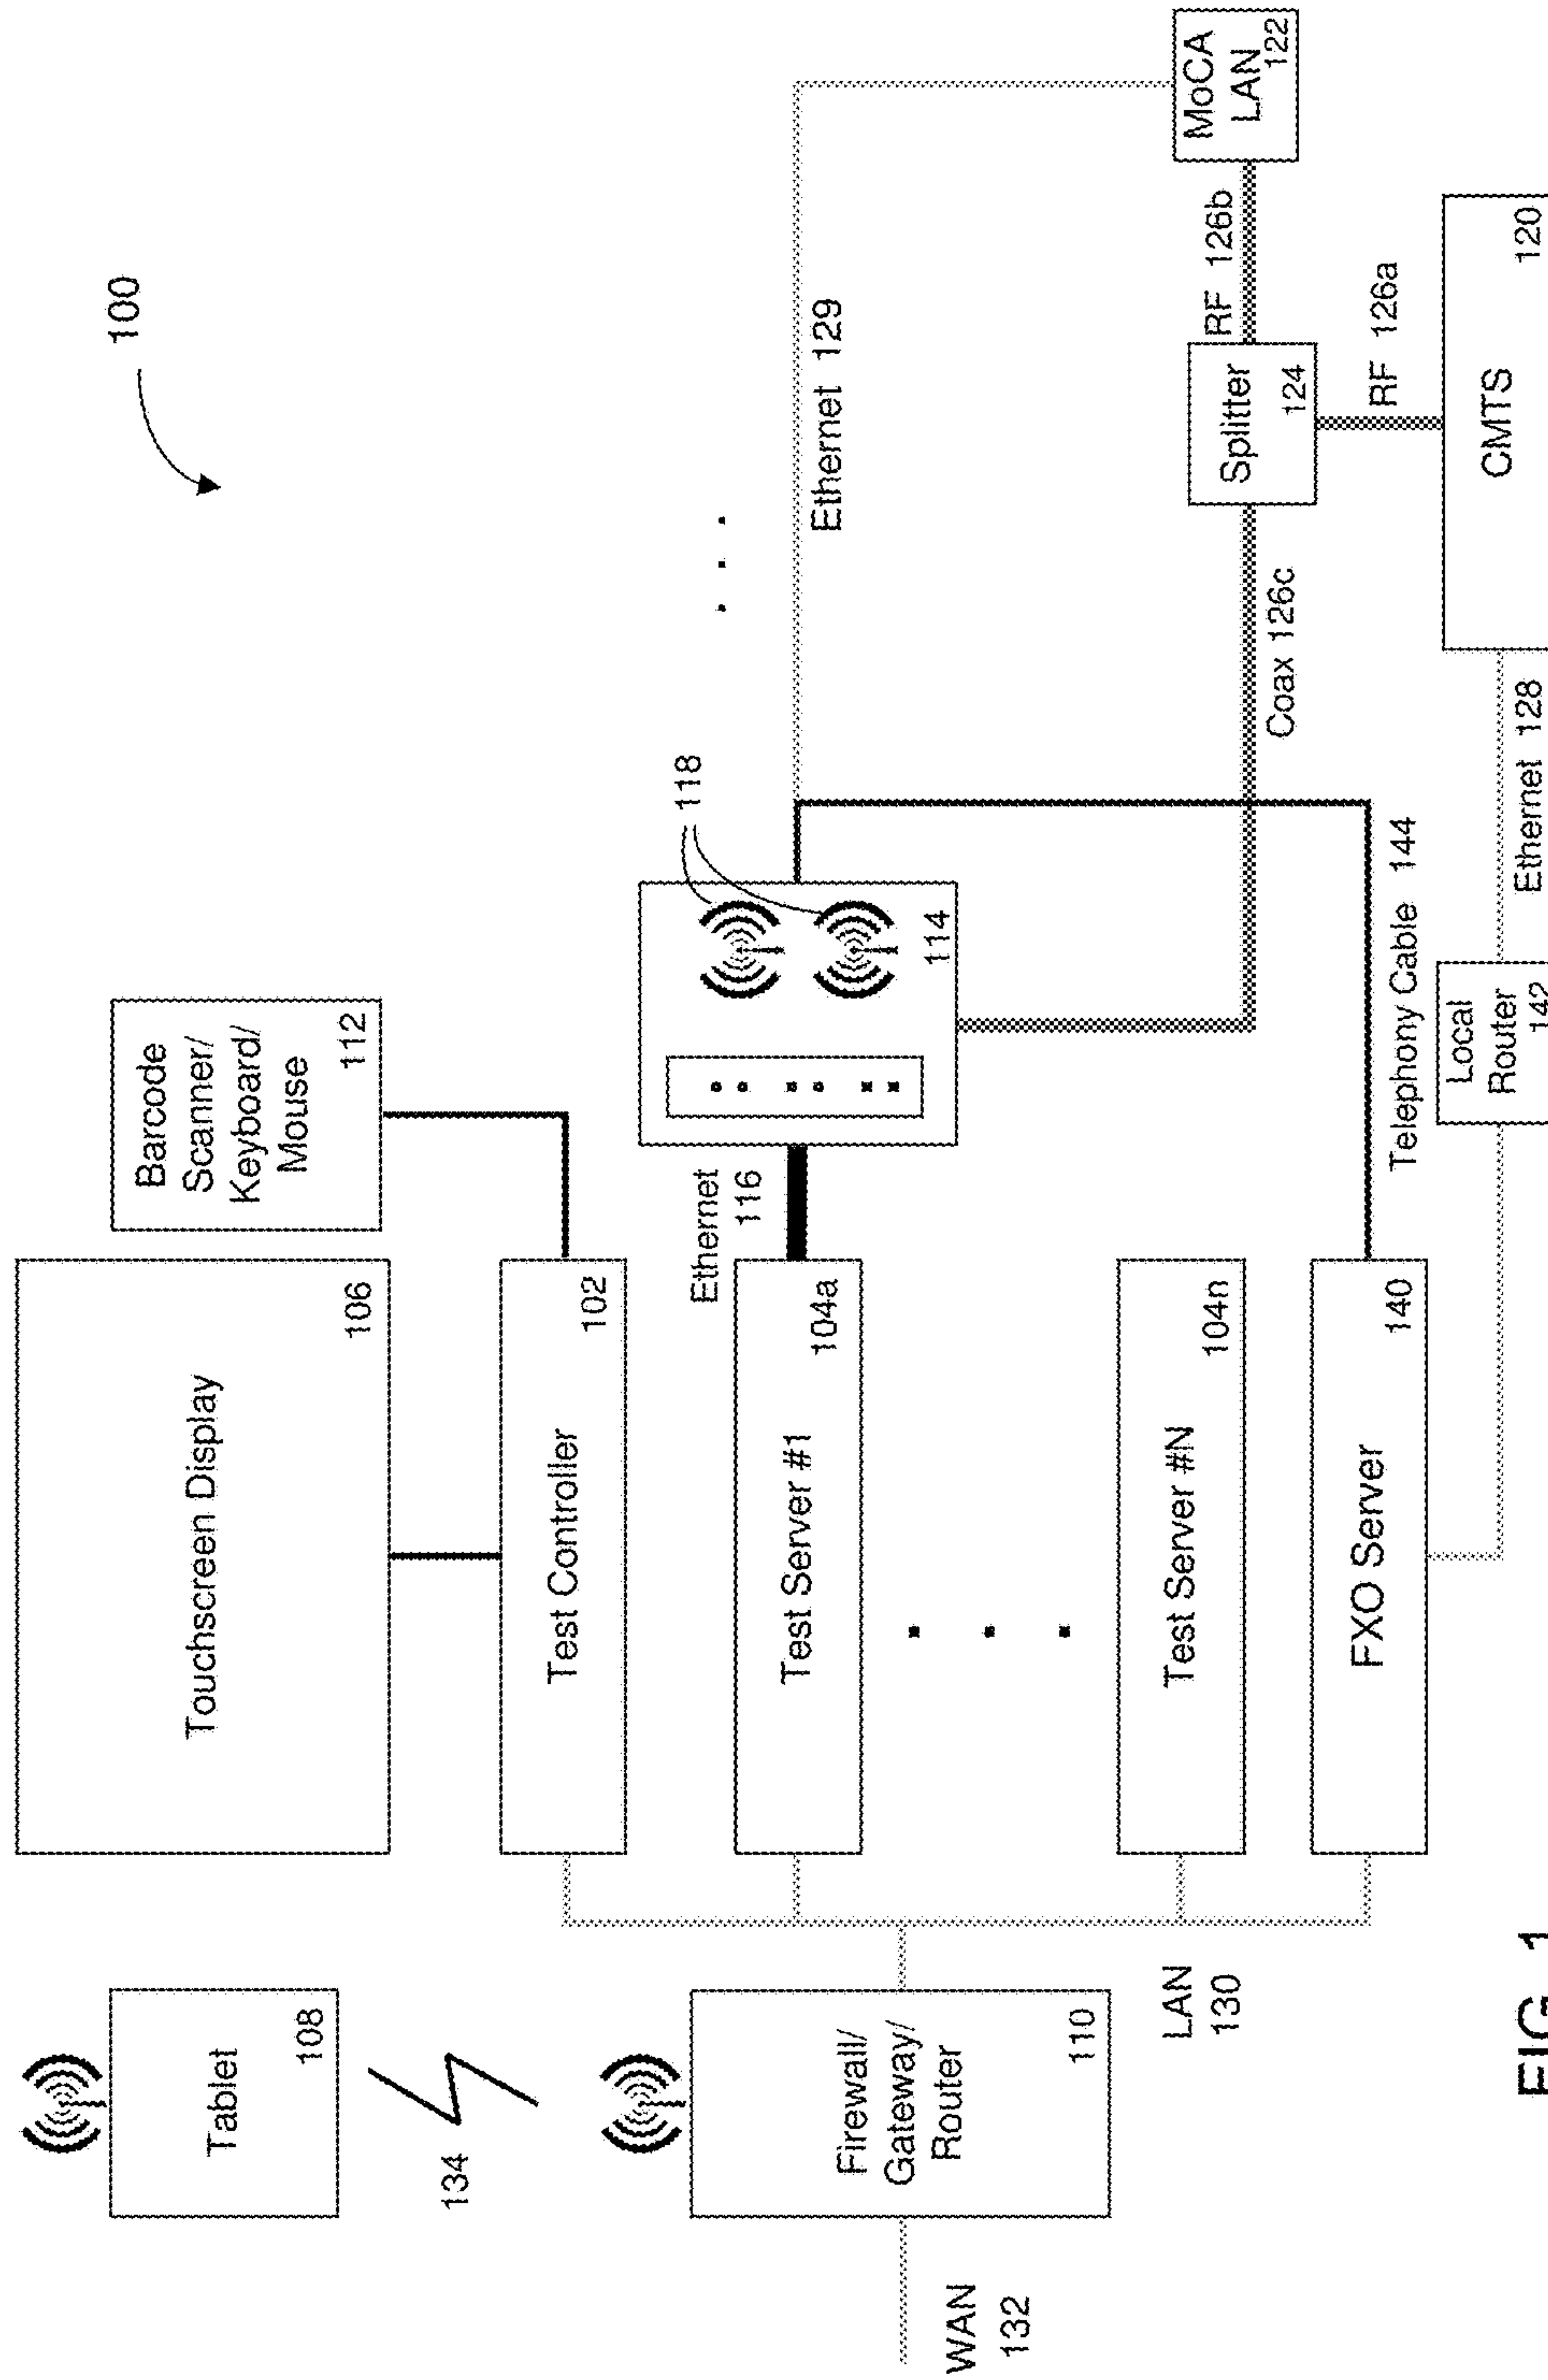 100
Tablet
108
134
Touchscreen Display
106
Barcode
Scanner/
Keyboard/
Mouse
112
Test Controller
102
Firewall/
Gateway/
Router
110
WAN
132
LAN
130
Test Server #1
104a
Ethernet
116
118
114
Ethernet 129
Test Server #N
104n
Coax 126c
Splitter
124
RF 126b
MoCA
LAN
122
RF 126a
FXO Server
140
Telephony Cable 144
Local
Router
142
Ethernet 128
CMTS
120
FIG. 1